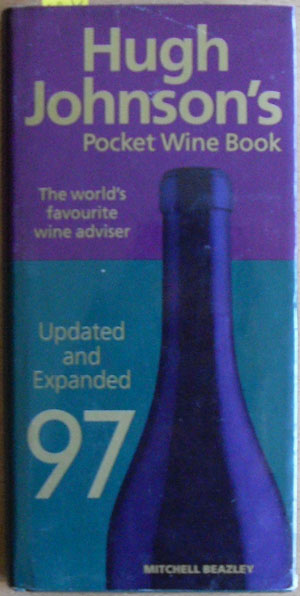 Hugh
Johnson's
Pocket Wine Book
The world's
favourite
wine adviser
Updated
and
Expanded
97
MITCHELL BEAZLEY